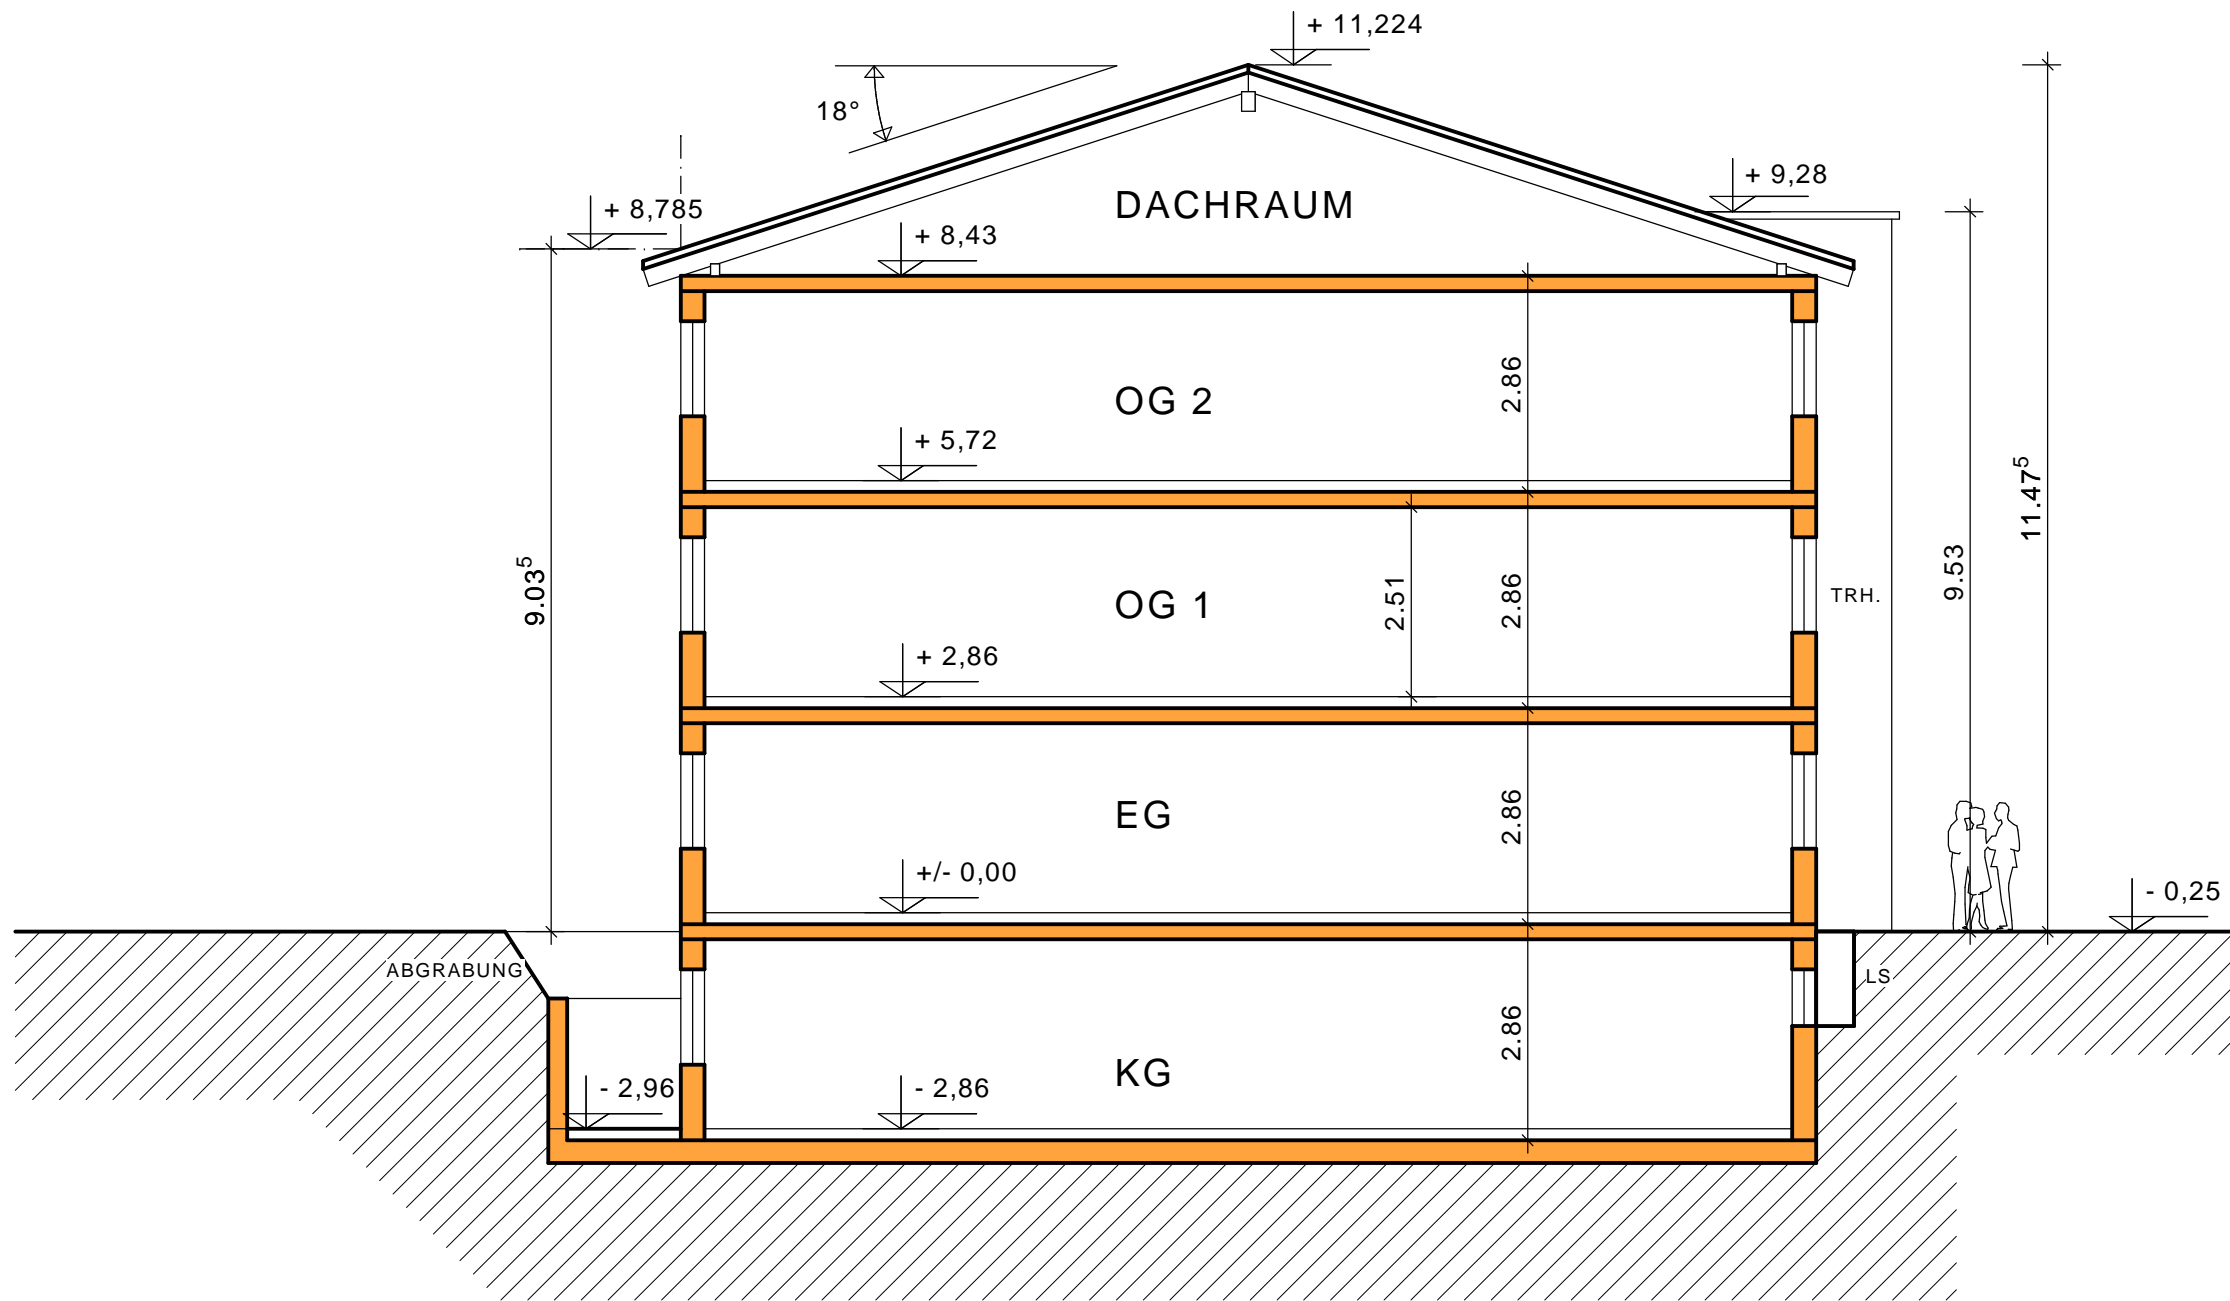 + 11,224
18°
+ 9,28
DACHRAUM
+ 8,785
+ 8,43
2.86
OG 2
+ 5,72
11.47⁵
9.53
9.03⁵
OG 1
2.51
2.86
TRH.
+ 2,86
EG
2.86
+/- 0,00
- 0,25
ABGRABUNG
LS
2.86
KG
- 2,96
- 2,86